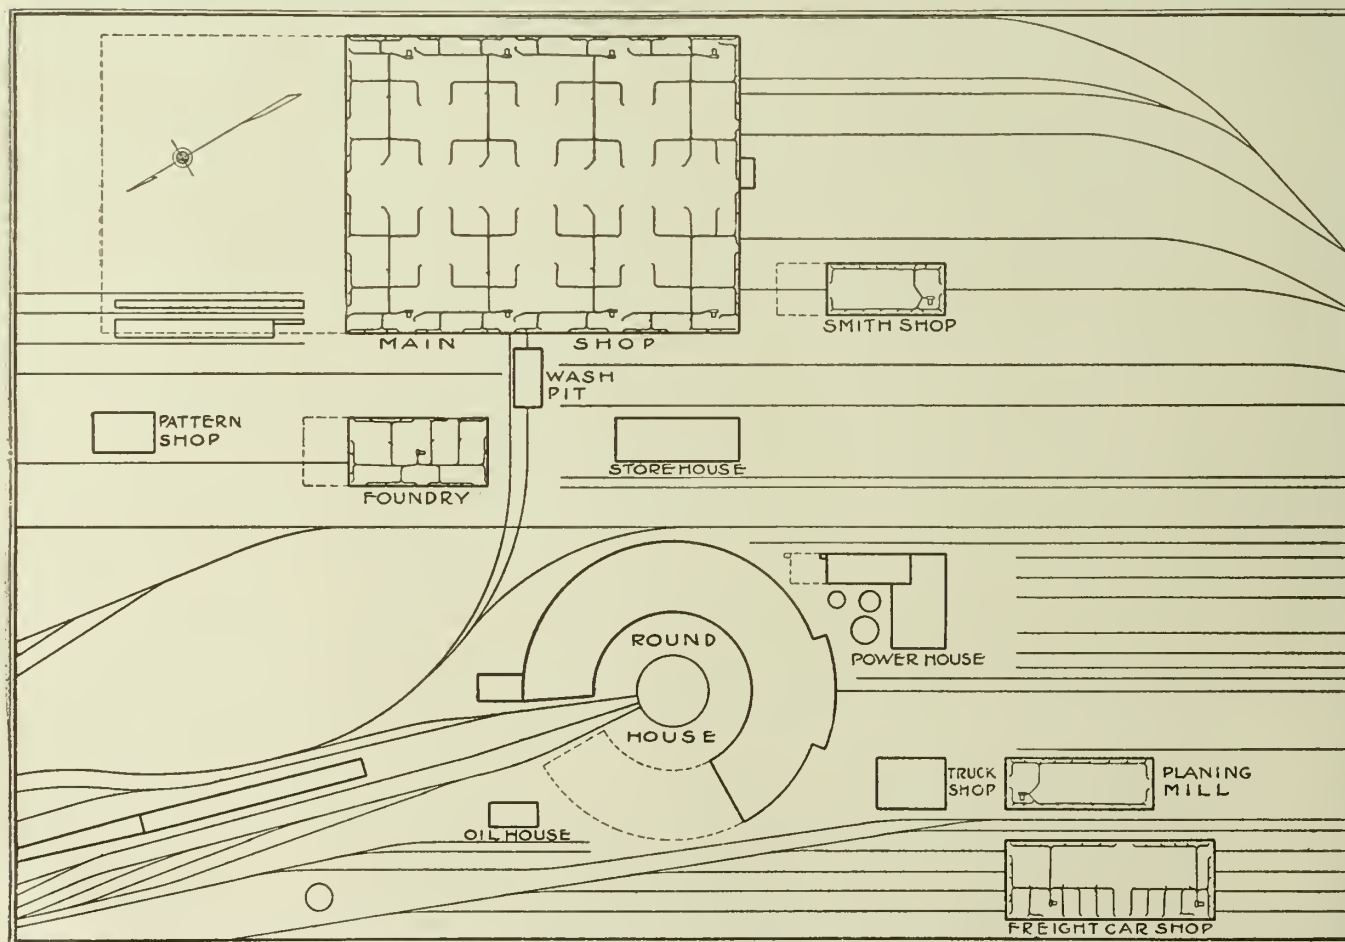 MAIN SHOP
SMITH SHOP
WASH
PIT
PATTERN
SHOP
STOREHOUSE
FOUNDRY
ROUND
HOUSE
POWER HOUSE
TRUCK
SHOP
PLANING
MILL
OIL HOUSE
FREIGHT CAR SHOP